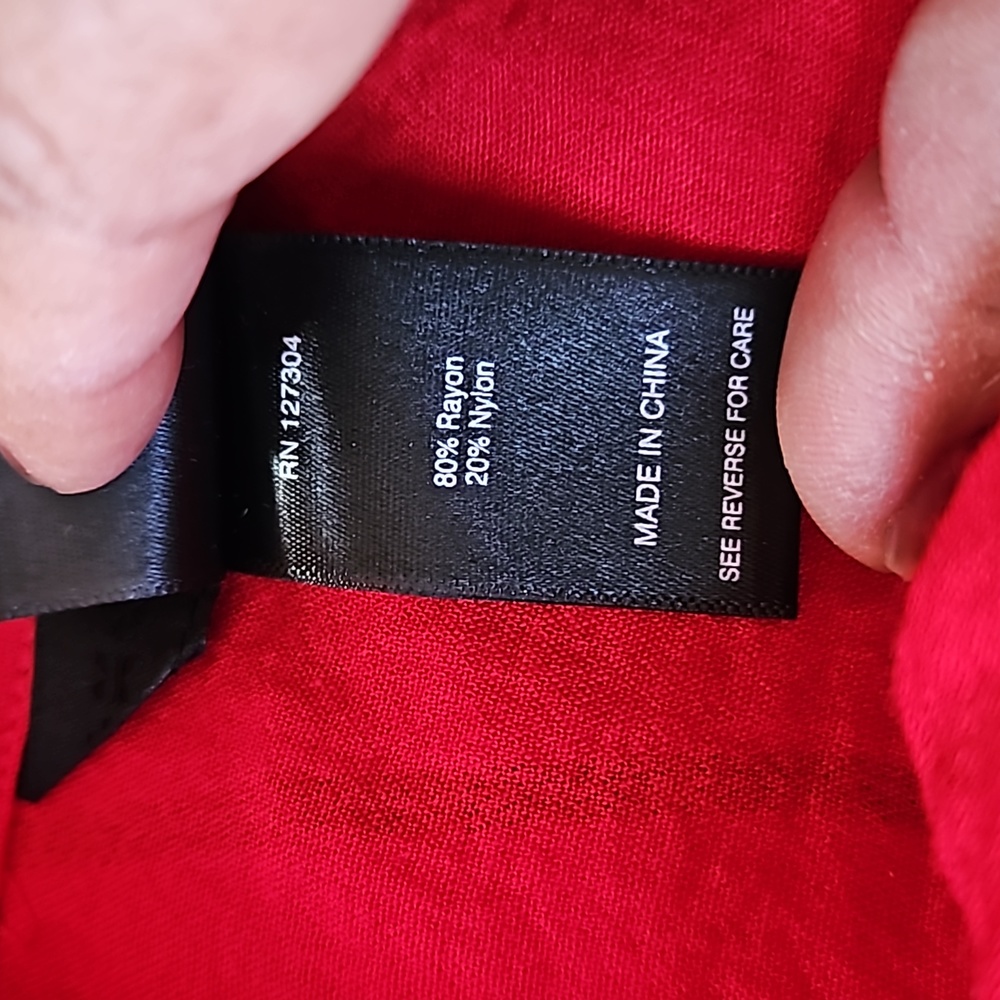 RN 127304
80% Rayon
20% Nylon
MADE IN CHINA
SEE REVERSE FOR CARE